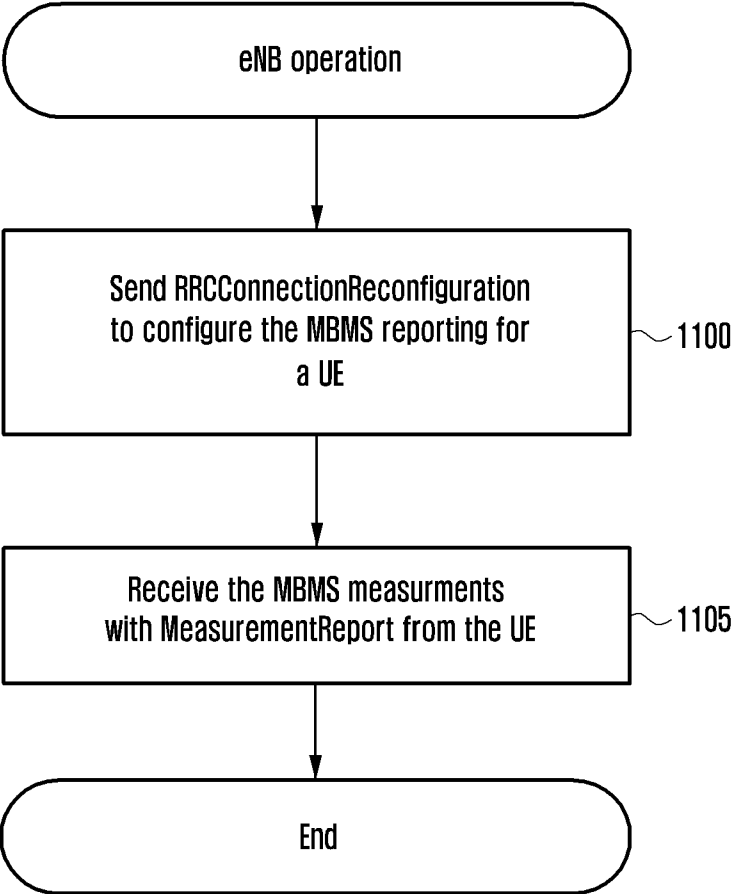 eNB operation
Send RRCConnectionReconfiguration
to configure the MBMS reporting for
a UE
1100
Receive the MBMS measurments
with MeasurementReport from the UE
1105
End